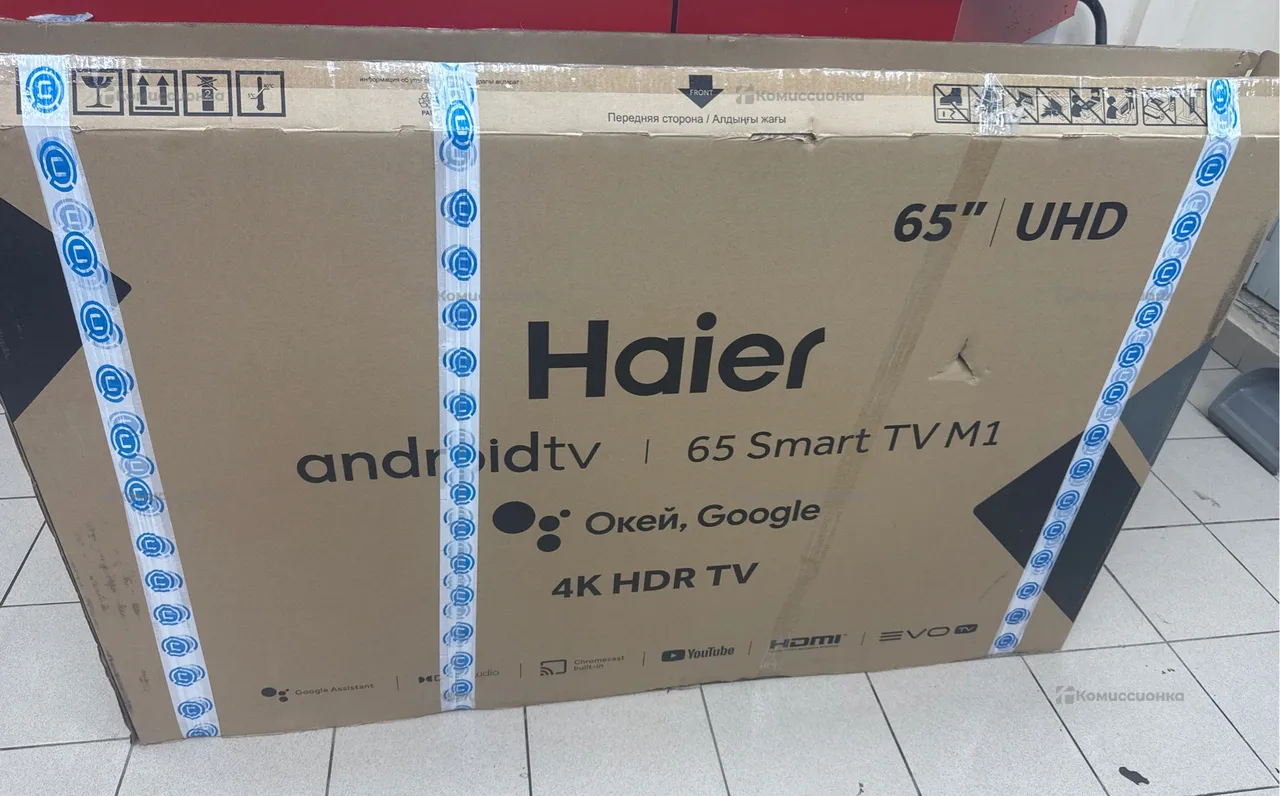 FRONT
Передняя сторона / Алдыңғы жағы
Комиссионка
65" | UHD
Haier
androidtv | 65 Smart TV M1
Окей, Google
4K HDR TV
Google Assistant
Chromecast
built-in
YouTube
HDMI
EVO TV
Комиссионка